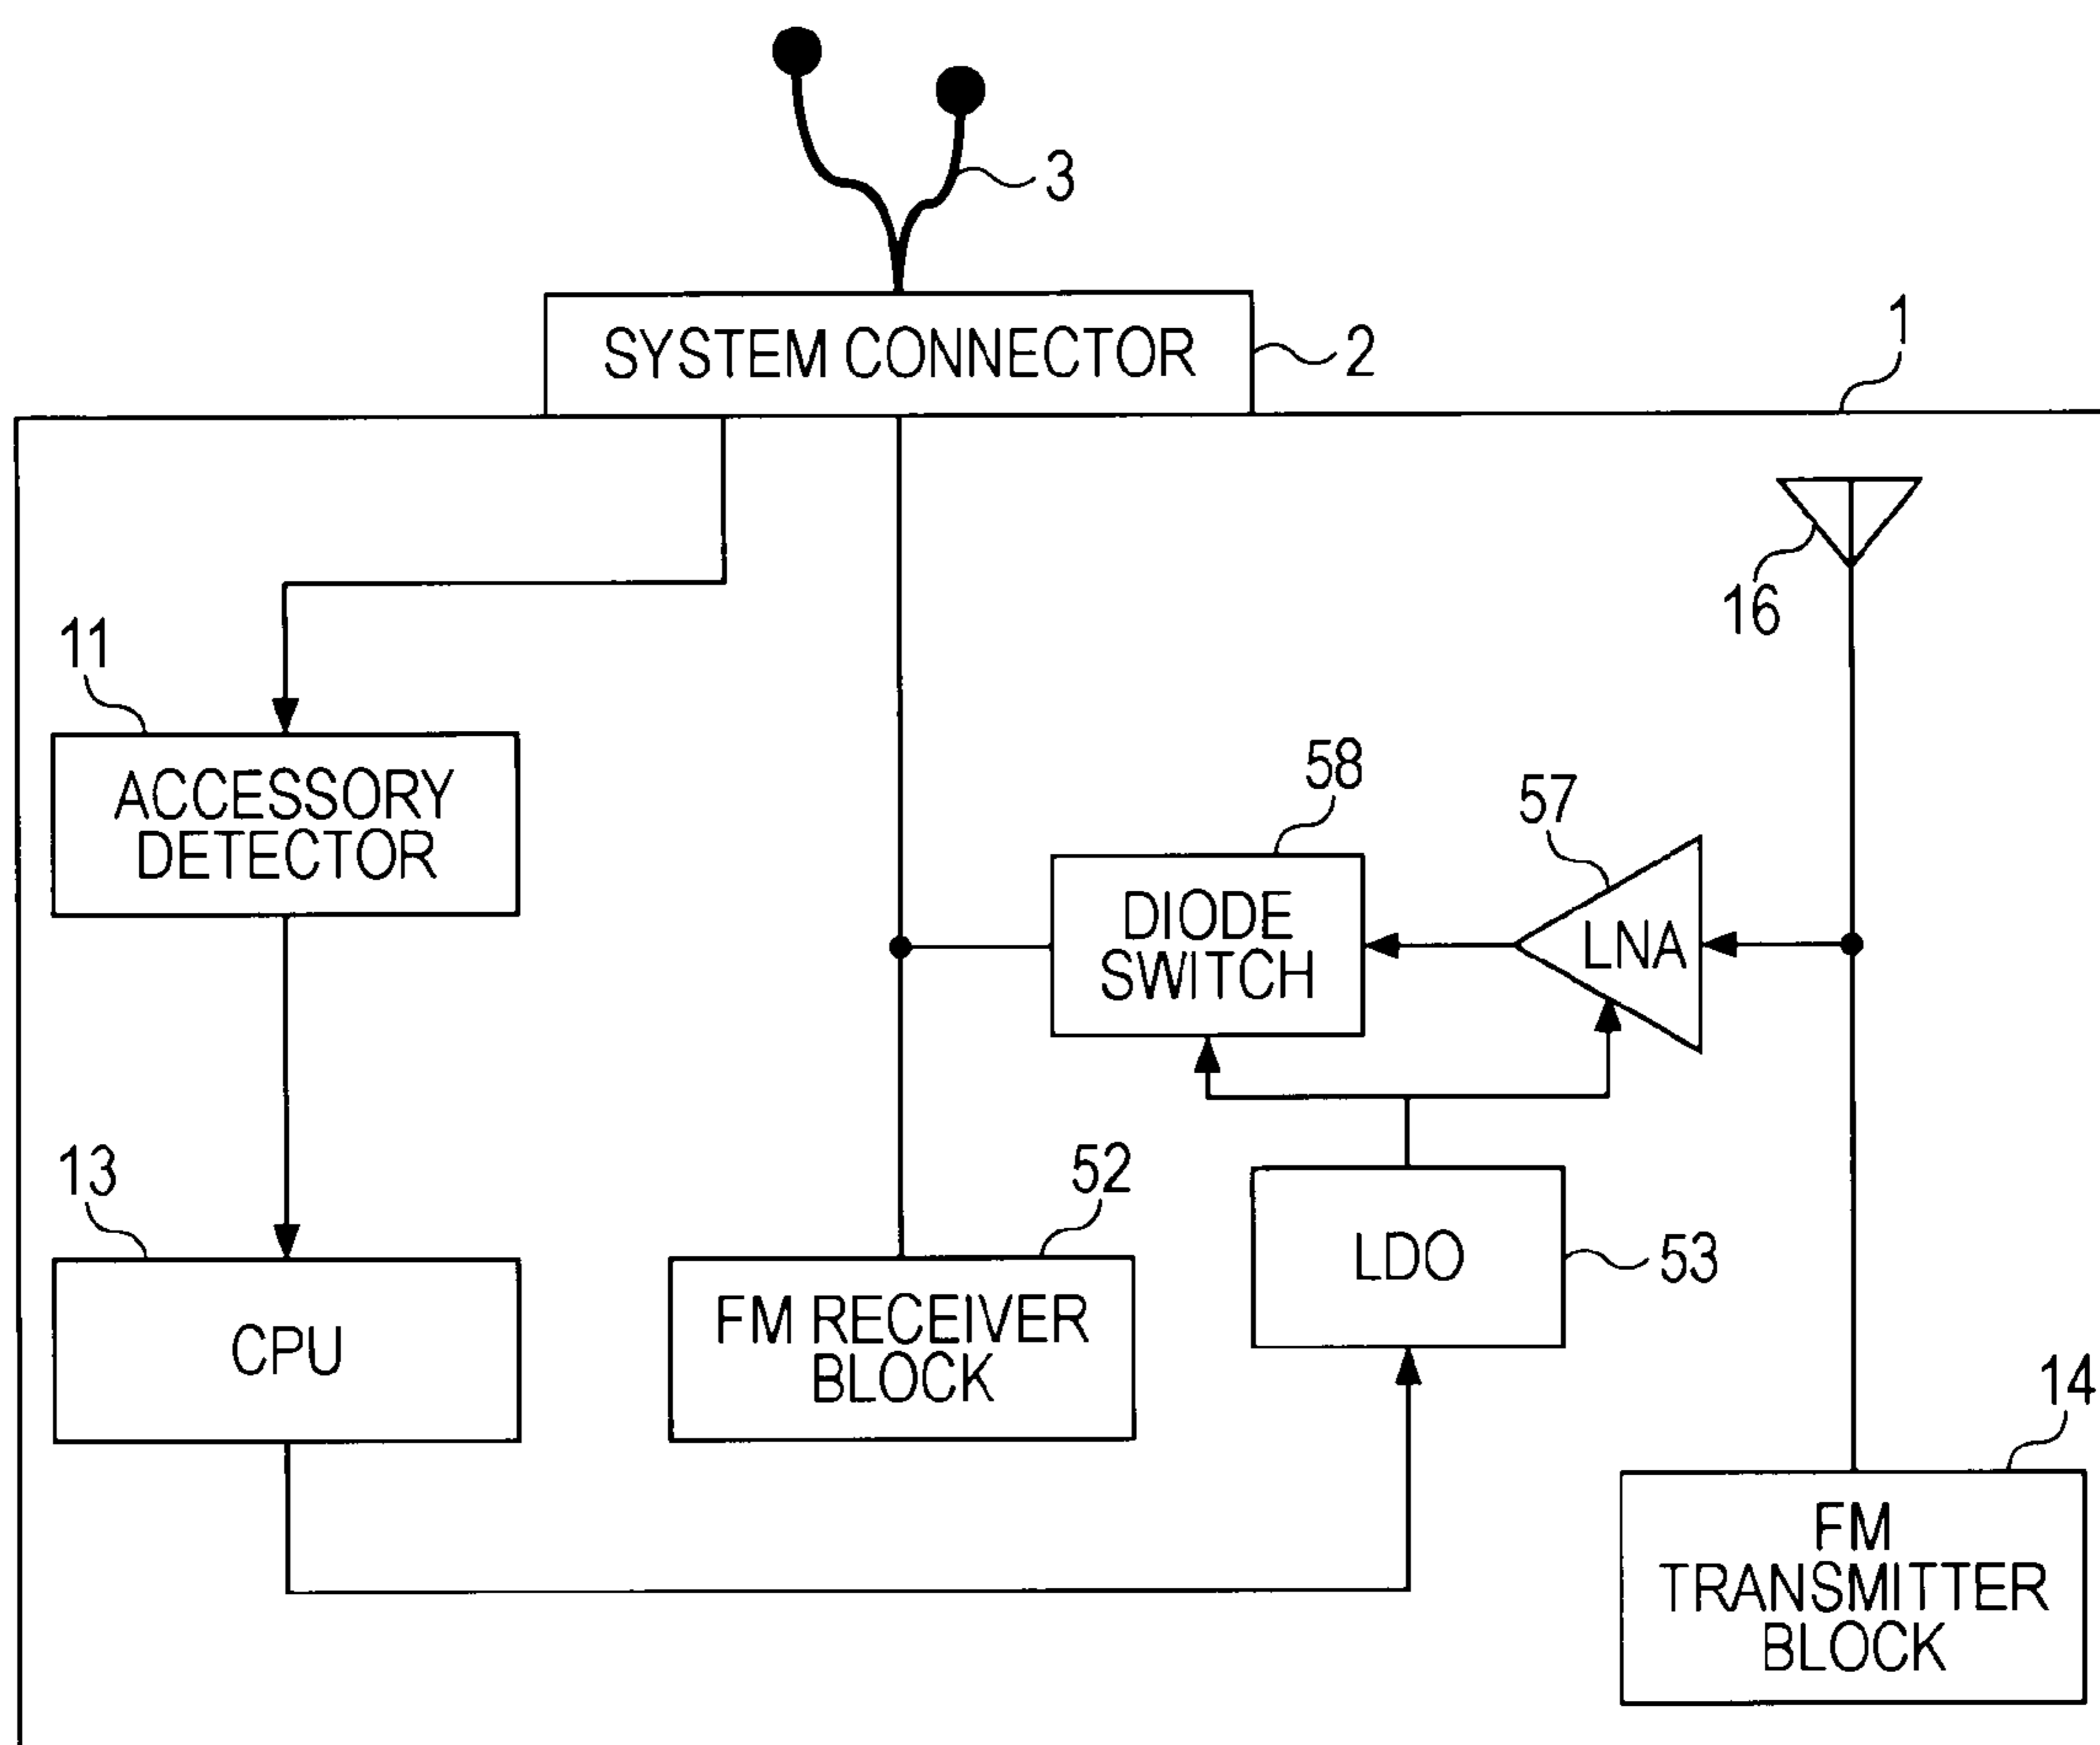 3
SYSTEM CONNECTOR
2
1
16
11
ACCESSORY
DETECTOR
58
57
DIODE
SWITCH
LNA
13
CPU
52
FM RECEIVER
BLOCK
LDO
53
14
FM
TRANSMITTER
BLOCK